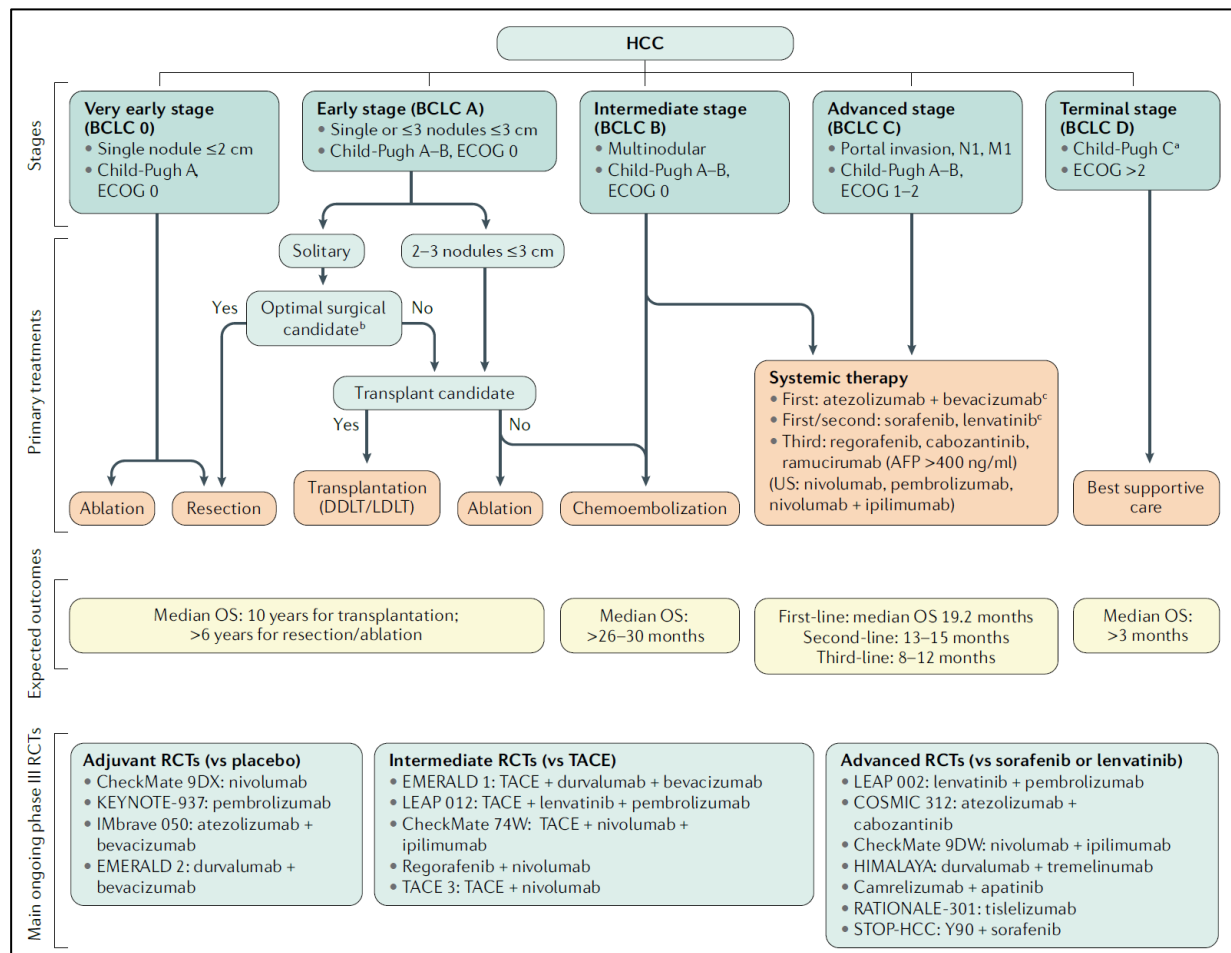 HCC
Stages
Very early stage
(BCLC 0)
• Single nodule ≤2 cm
• Child-Pugh A,
ECOG 0
Early stage (BCLC A)
• Single or ≤3 nodules ≤3 cm
• Child-Pugh A–B, ECOG 0
Intermediate stage
(BCLC B)
• Multinodular
• Child-Pugh A–B,
ECOG 0
Advanced stage
(BCLC C)
• Portal invasion, N1, M1
• Child-Pugh A–B,
ECOG 1–2
Terminal stage
(BCLC D)
• Child-Pugh Cᵃ
• ECOG >2
Primary treatments
Solitary
2–3 nodules ≤3 cm
Yes
Optimal surgical
candidateᵇ
No
Transplant candidate
Yes
No
Ablation
Resection
Transplantation
(DDLT/LDLT)
Ablation
Chemoembolization
Systemic therapy
• First: atezolizumab + bevacizumabᶜ
• First/second: sorafenib, lenvatinibᶜ
• Third: regorafenib, cabozantinib,
ramucirumab (AFP >400 ng/ml)
(US: nivolumab, pembrolizumab,
nivolumab + ipilimumab)
Best supportive
care
Expected outcomes
Median OS: 10 years for transplantation;
>6 years for resection/ablation
Median OS:
>26–30 months
First-line: median OS 19.2 months
Second-line: 13–15 months
Third-line: 8–12 months
Median OS:
>3 months
Main ongoing phase III RCTs
Adjuvant RCTs (vs placebo)
• CheckMate 9DX: nivolumab
• KEYNOTE-937: pembrolizumab
• IMbrave 050: atezolizumab +
bevacizumab
• EMERALD 2: durvalumab +
bevacizumab
Intermediate RCTs (vs TACE)
• EMERALD 1: TACE + durvalumab + bevacizumab
• LEAP 012: TACE + lenvatinib + pembrolizumab
• CheckMate 74W: TACE + nivolumab +
ipilimumab
• Regorafenib + nivolumab
• TACE 3: TACE + nivolumab
Advanced RCTs (vs sorafenib or lenvatinib)
• LEAP 002: lenvatinib + pembrolizumab
• COSMIC 312: atezolizumab +
cabozantinib
• CheckMate 9DW: nivolumab + ipilimumab
• HIMALAYA: durvalumab + tremelinumab
• Camrelizumab + apatinib
• RATIONALE-301: tislelizumab
• STOP-HCC: Y90 + sorafenib